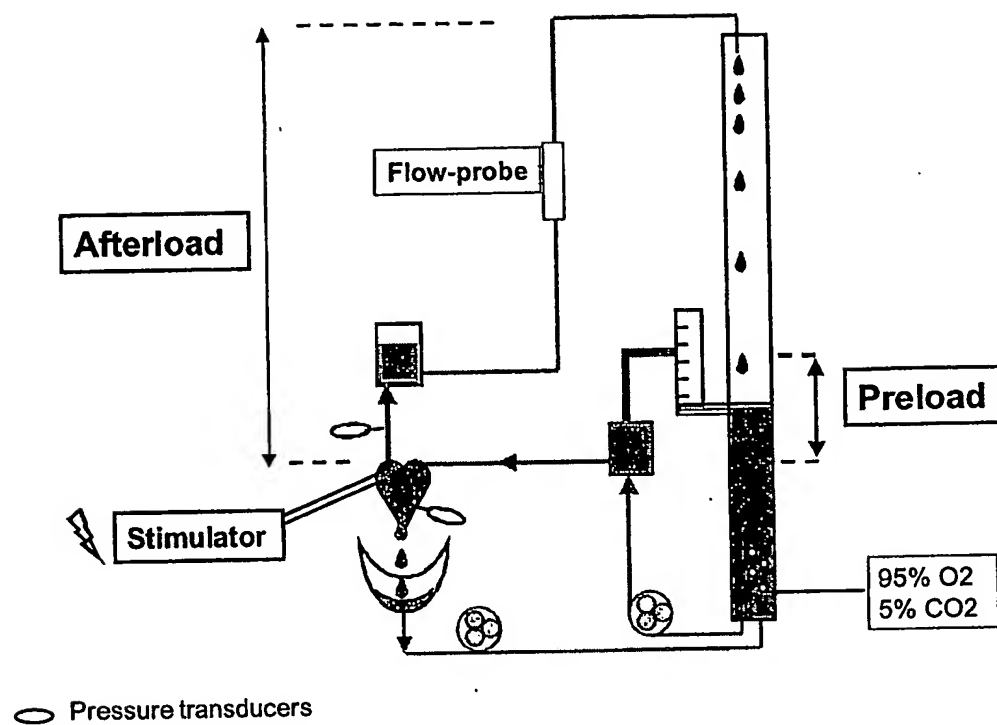 Flow-probe
Afterload
Preload
Stimulator
95% O2
5% CO2
Pressure transducers